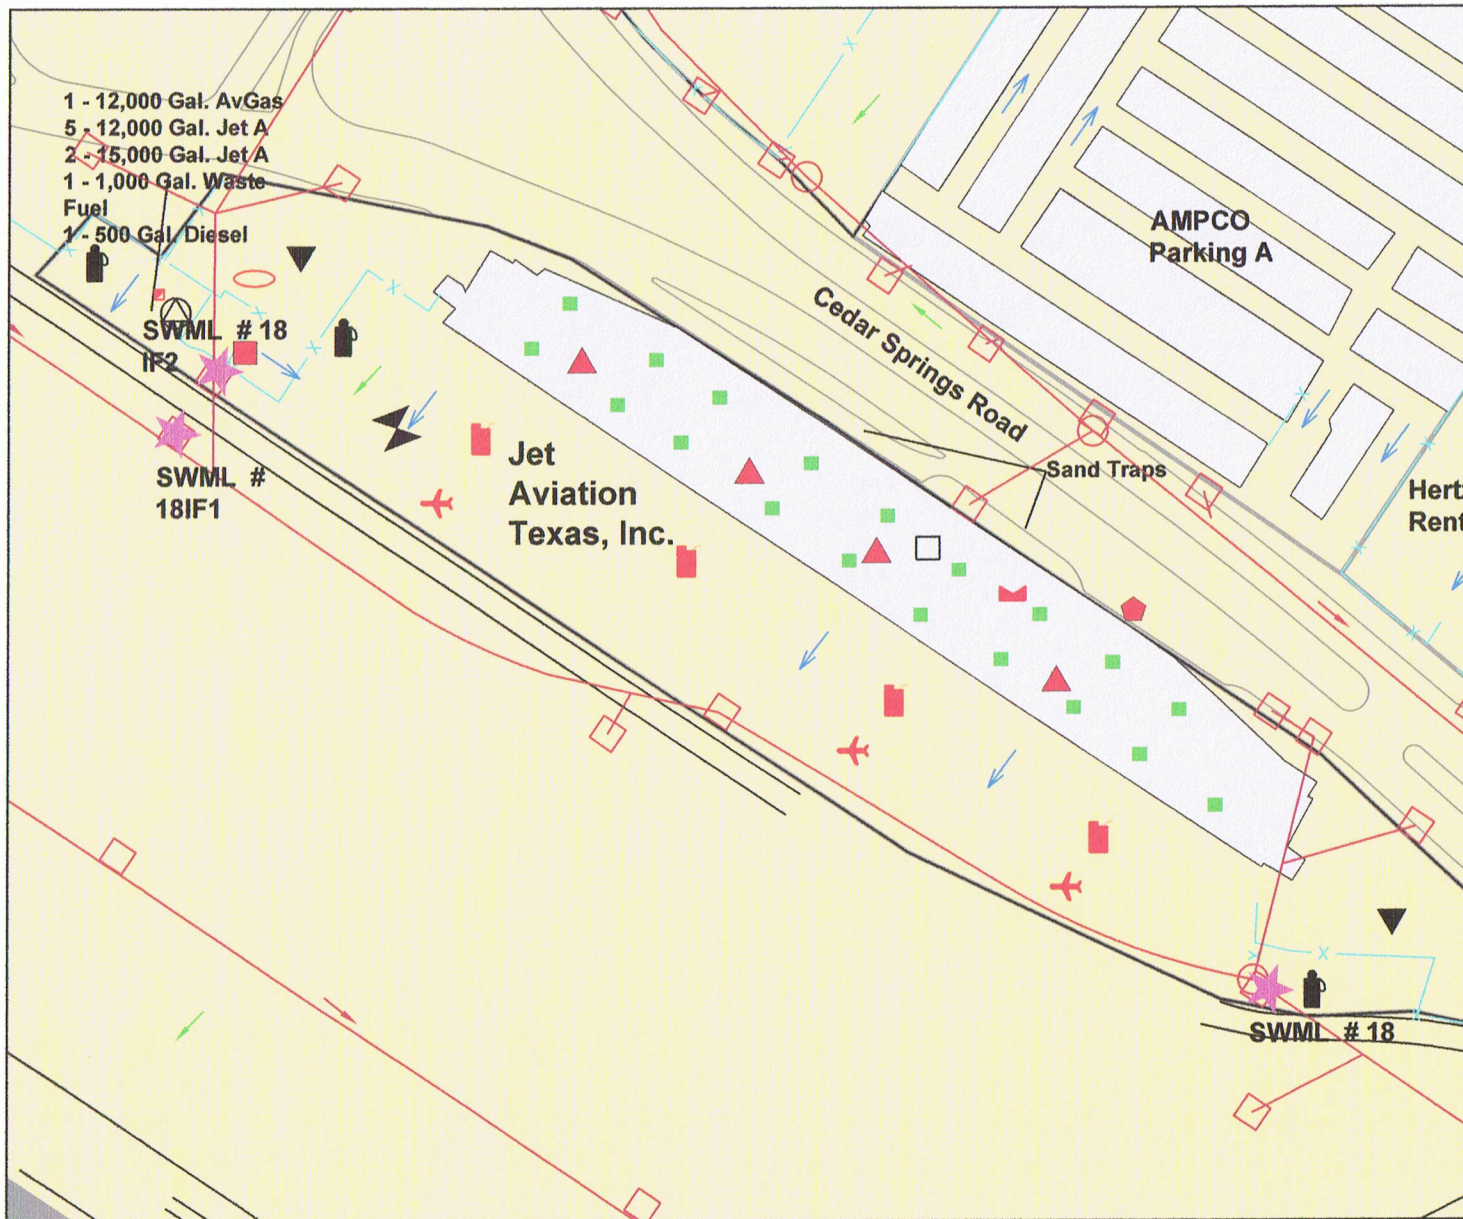 1 - 12,000 Gal. AvGas
5 - 12,000 Gal. Jet A
2 - 15,000 Gal. Jet A
1 - 1,000 Gal. Waste
Fuel
1 - 500 Gal. Diesel
AMPCO
Parking A
Cedar Springs Road
SWML # 18
IF2
Sand Traps
Jet
Aviation
Texas, Inc.
SWML #
18IF1
Hertz
Rent
SWML # 18